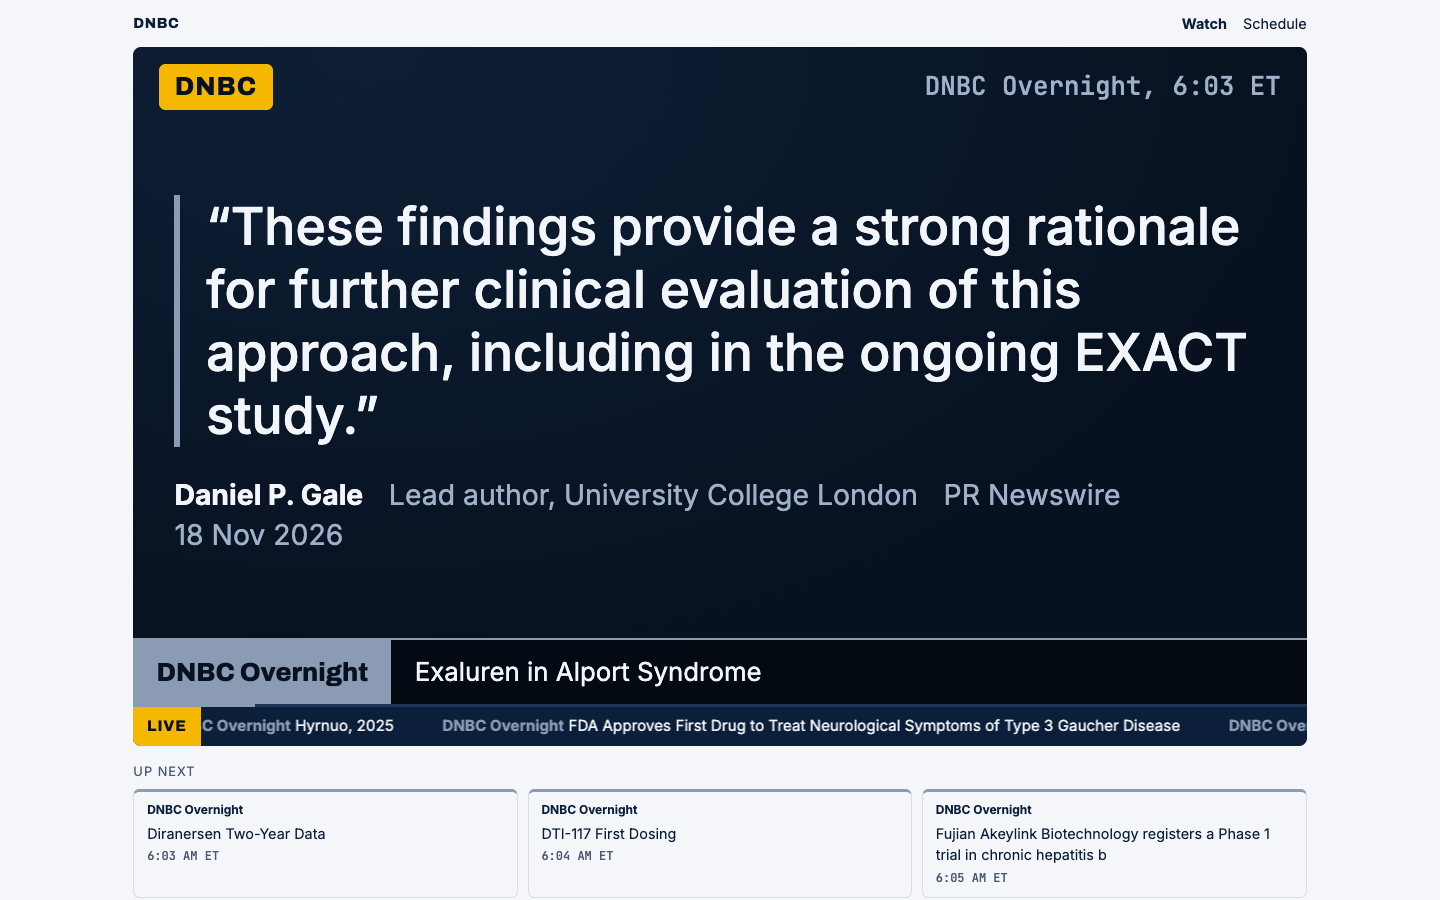 DNBC
Watch Schedule
DNBC
DNBC Overnight, 6:03 ET
“These findings provide a strong rationale
for further clinical evaluation of this
approach, including in the ongoing EXACT
study.”
Daniel P. Gale Lead author, University College London PR Newswire
18 Nov 2026
DNBC Overnight Exaluren in Alport Syndrome
LIVE C Overnight Hyrnuo, 2025 DNBC Overnight FDA Approves First Drug to Treat Neurological Symptoms of Type 3 Gaucher Disease DNBC Ove
UP NEXT
DNBC Overnight
Diranersen Two-Year Data
6:03 AM ET
DNBC Overnight
DTI-117 First Dosing
6:04 AM ET
DNBC Overnight
Fujian Akeylink Biotechnology registers a Phase 1
trial in chronic hepatitis b
6:05 AM ET